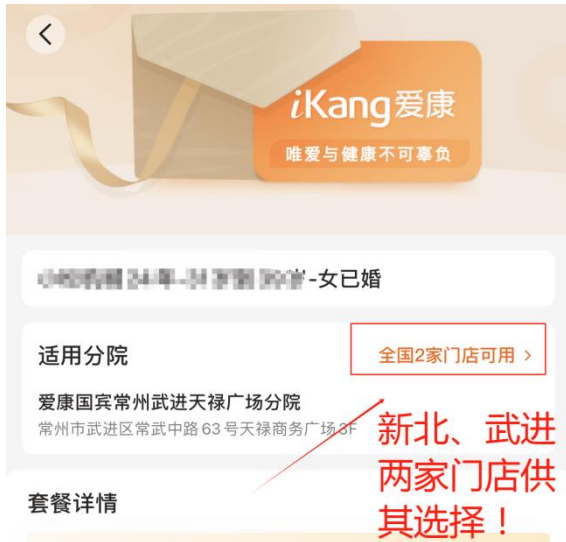 iKang爱康
唯爱与健康不可辜负
-女已婚
适用分院
全国2家门店可用 >
爱康国宾常州武进天禄广场分院
常州市武进区常武中路63号天禄商务广场3F
新北、武进
两家门店供
其选择！
套餐详情